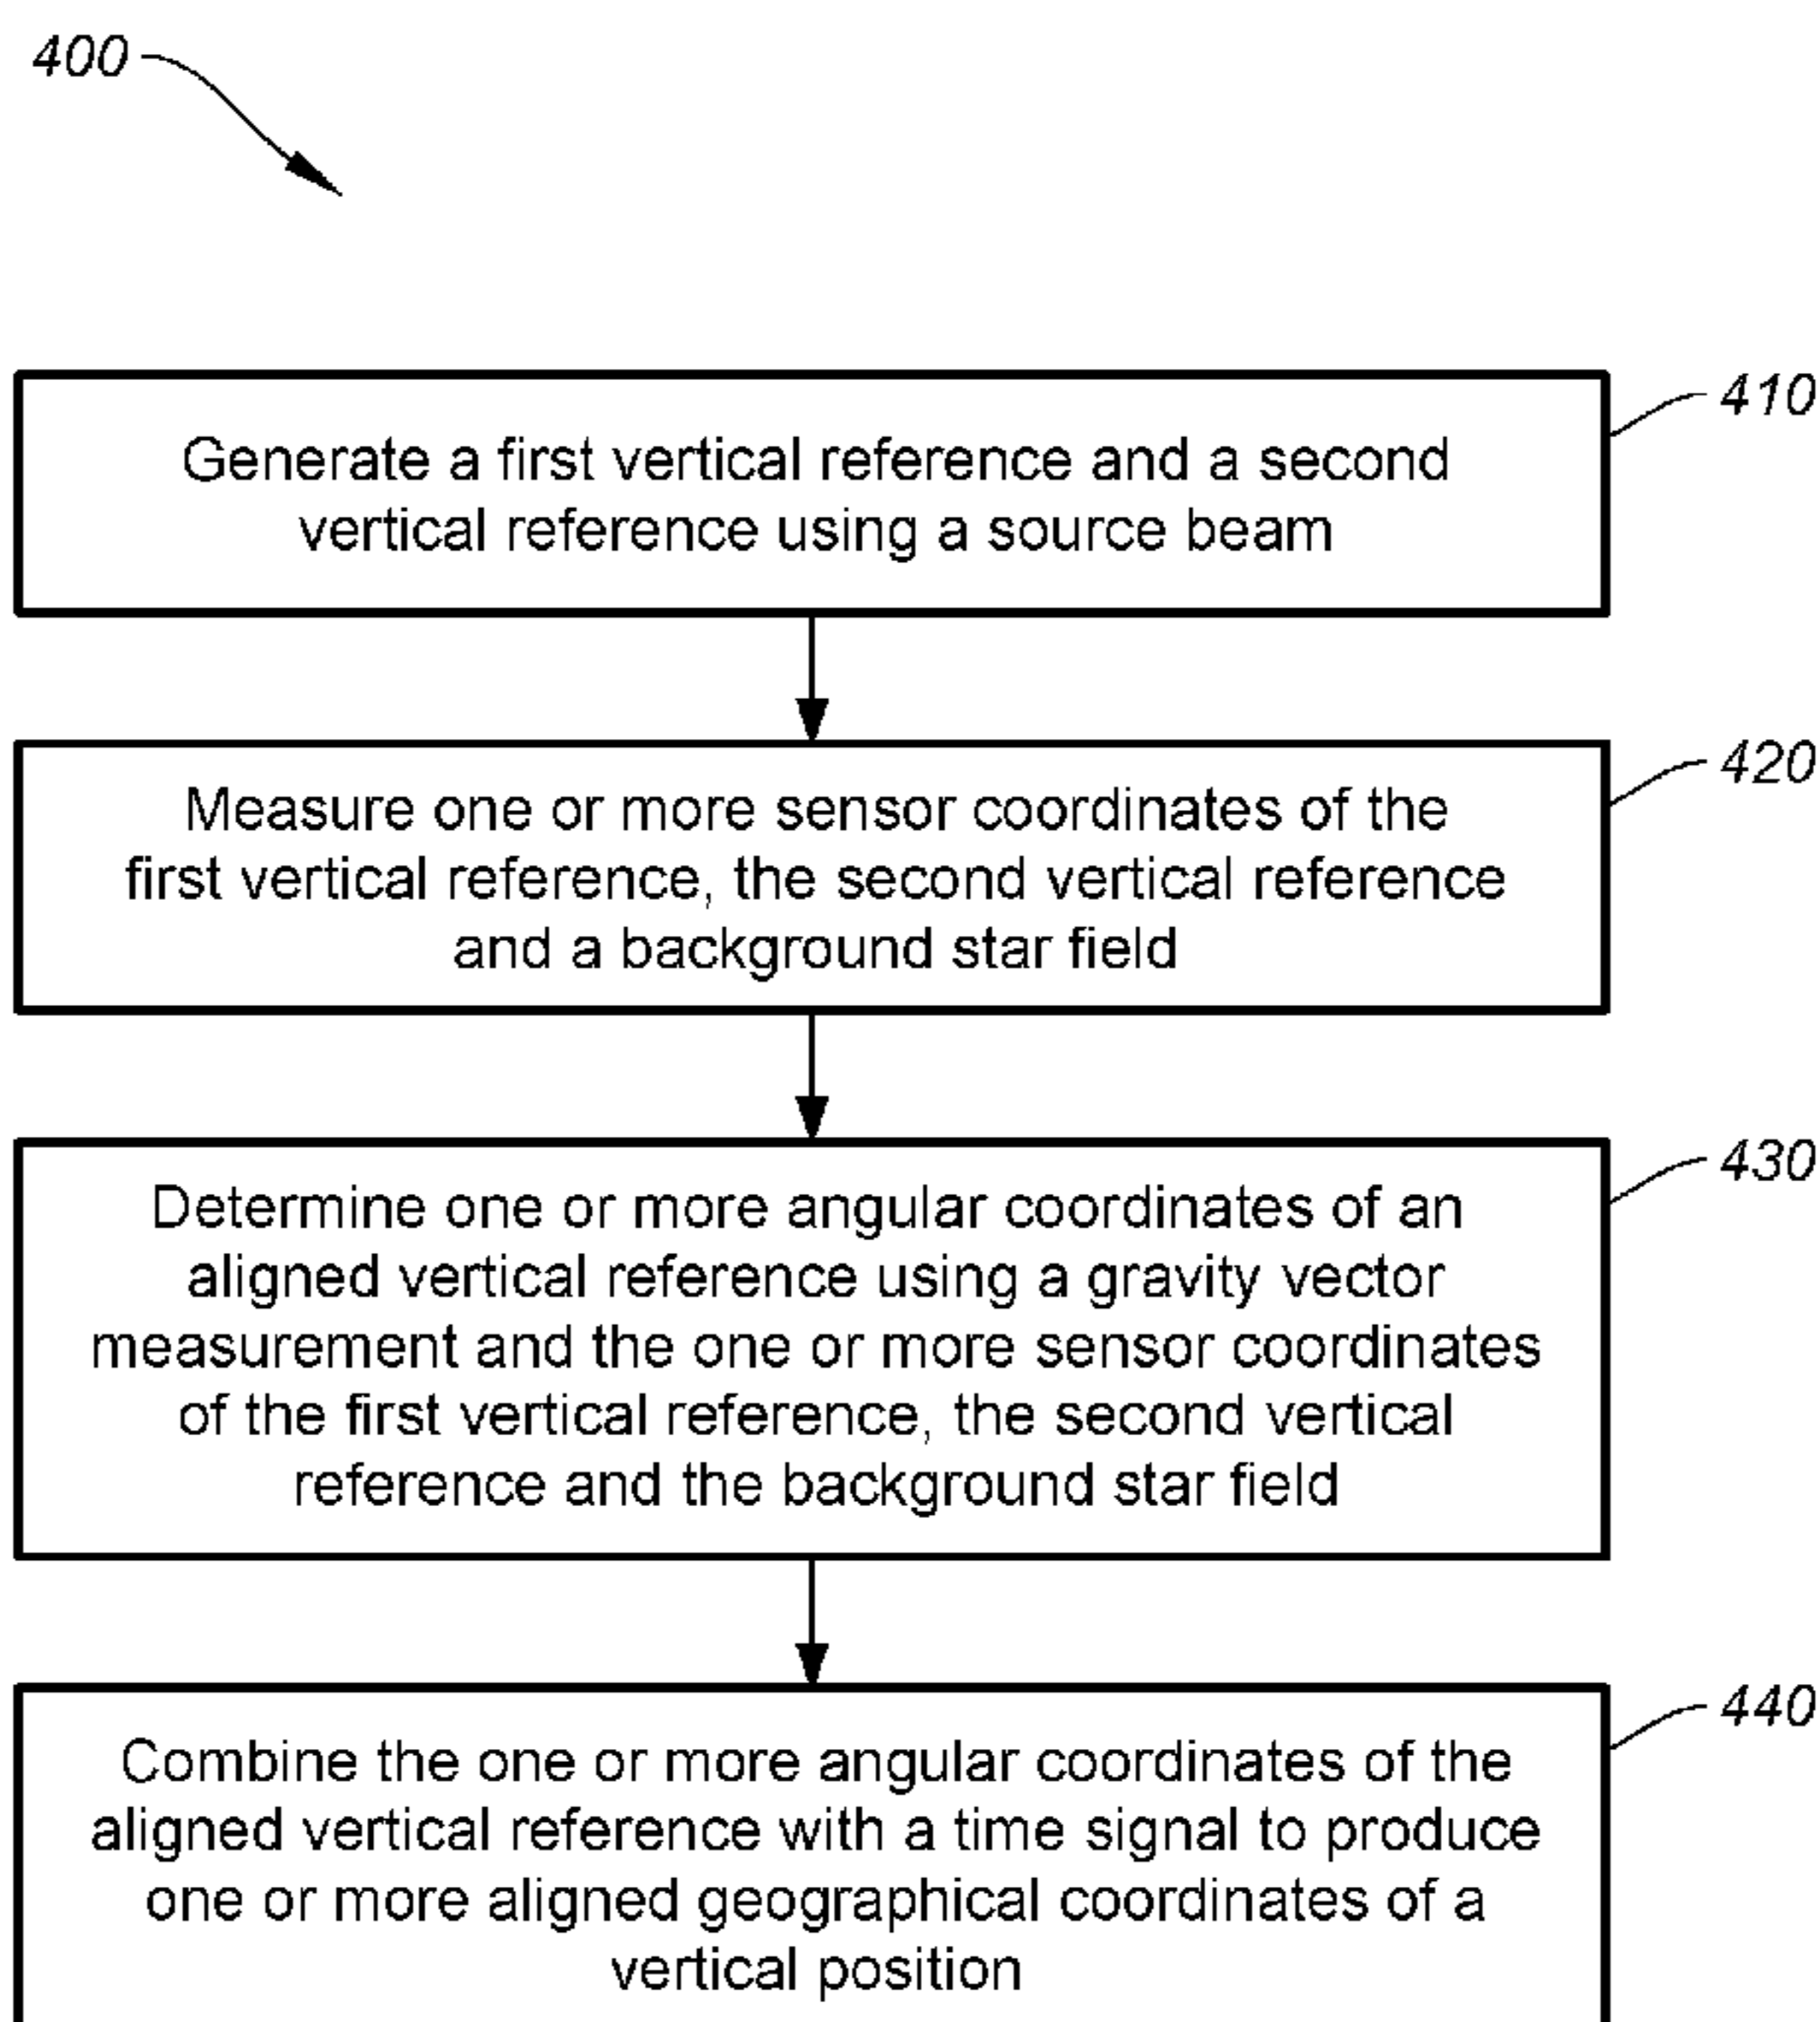 400
410
Generate a first vertical reference and a second
vertical reference using a source beam
420
Measure one or more sensor coordinates of the
first vertical reference, the second vertical reference
and a background star field
430
Determine one or more angular coordinates of an
aligned vertical reference using a gravity vector
measurement and the one or more sensor coordinates
of the first vertical reference, the second vertical
reference and the background star field
440
Combine the one or more angular coordinates of the
aligned vertical reference with a time signal to produce
one or more aligned geographical coordinates of a
vertical position